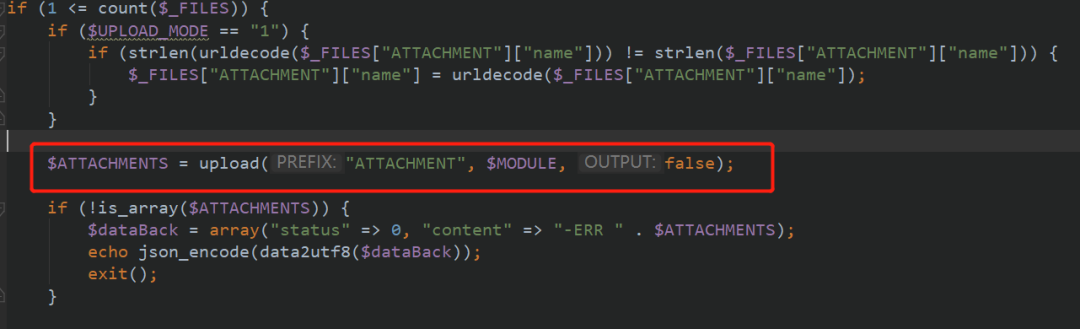 if (1 <= count($_FILES)) {
if ($UPLOAD_MODE == "1") {
if (strlen(urldecode($_FILES["ATTACHMENT"]["name"])) != strlen($_FILES["ATTACHMENT"]["name"])) {
$_FILES["ATTACHMENT"]["name"] = urldecode($_FILES["ATTACHMENT"]["name"]);
}
}
$ATTACHMENTS = upload( PREFIX: "ATTACHMENT", $MODULE, OUTPUT: false);
if (!is_array($ATTACHMENTS)) {
$dataBack = array("status" => 0, "content" => "-ERR " . $ATTACHMENTS);
echo json_encode(data2utf8($dataBack));
exit();
}